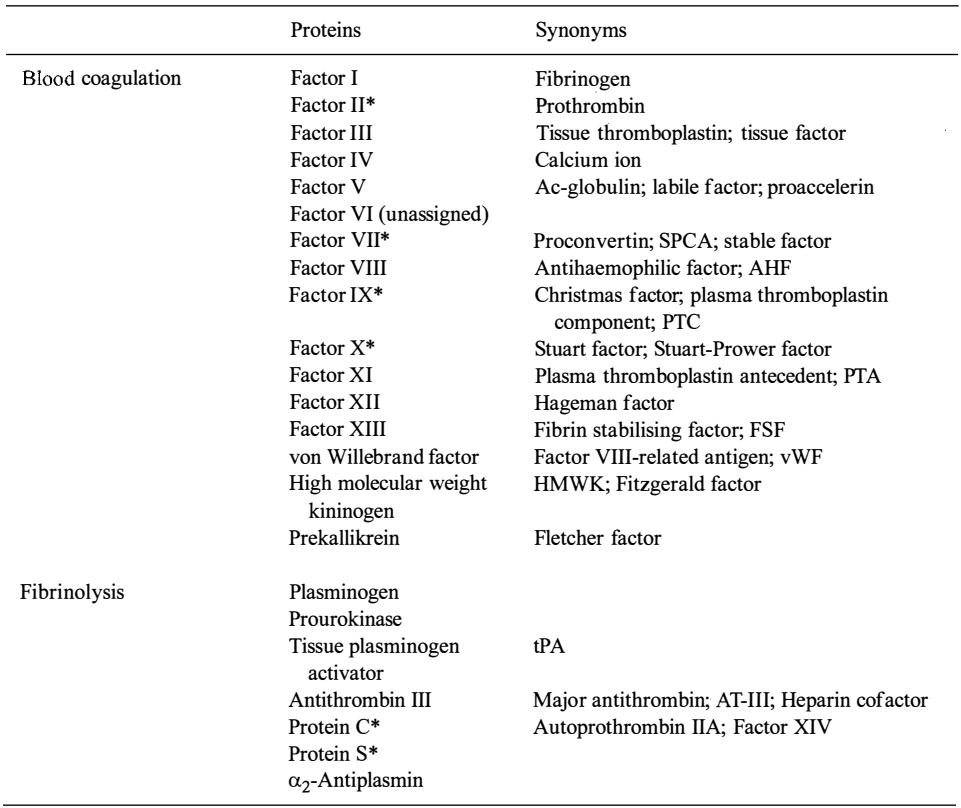 Proteins Synonyms
Blood coagulation Factor I Fibrinogen
Factor II* Prothrombin
Factor III Tissue thromboplastin; tissue factor
Factor IV Calcium ion
Factor V Ac-globulin; labile factor; proaccelerin
Factor VI (unassigned)
Factor VII* Proconvertin; SPCA; stable factor
Factor VIII Antihaemophilic factor; AHF
Factor IX* Christmas factor; plasma thromboplastin
component; PTC
Factor X* Stuart factor; Stuart-Prower factor
Factor XI Plasma thromboplastin antecedent; PTA
Factor XII Hageman factor
Factor XIII Fibrin stabilising factor; FSF
von Willebrand factor Factor VIII-related antigen; vWF
High molecular weight HMWK; Fitzgerald factor
kininogen
Prekallikrein Fletcher factor
Fibrinolysis Plasminogen
Prourokinase
Tissue plasminogen tPA
activator
Antithrombin III Major antithrombin; AT-III; Heparin cofactor
Protein C* Autoprothrombin IIA; Factor XIV
Protein S*
α2-Antiplasmin